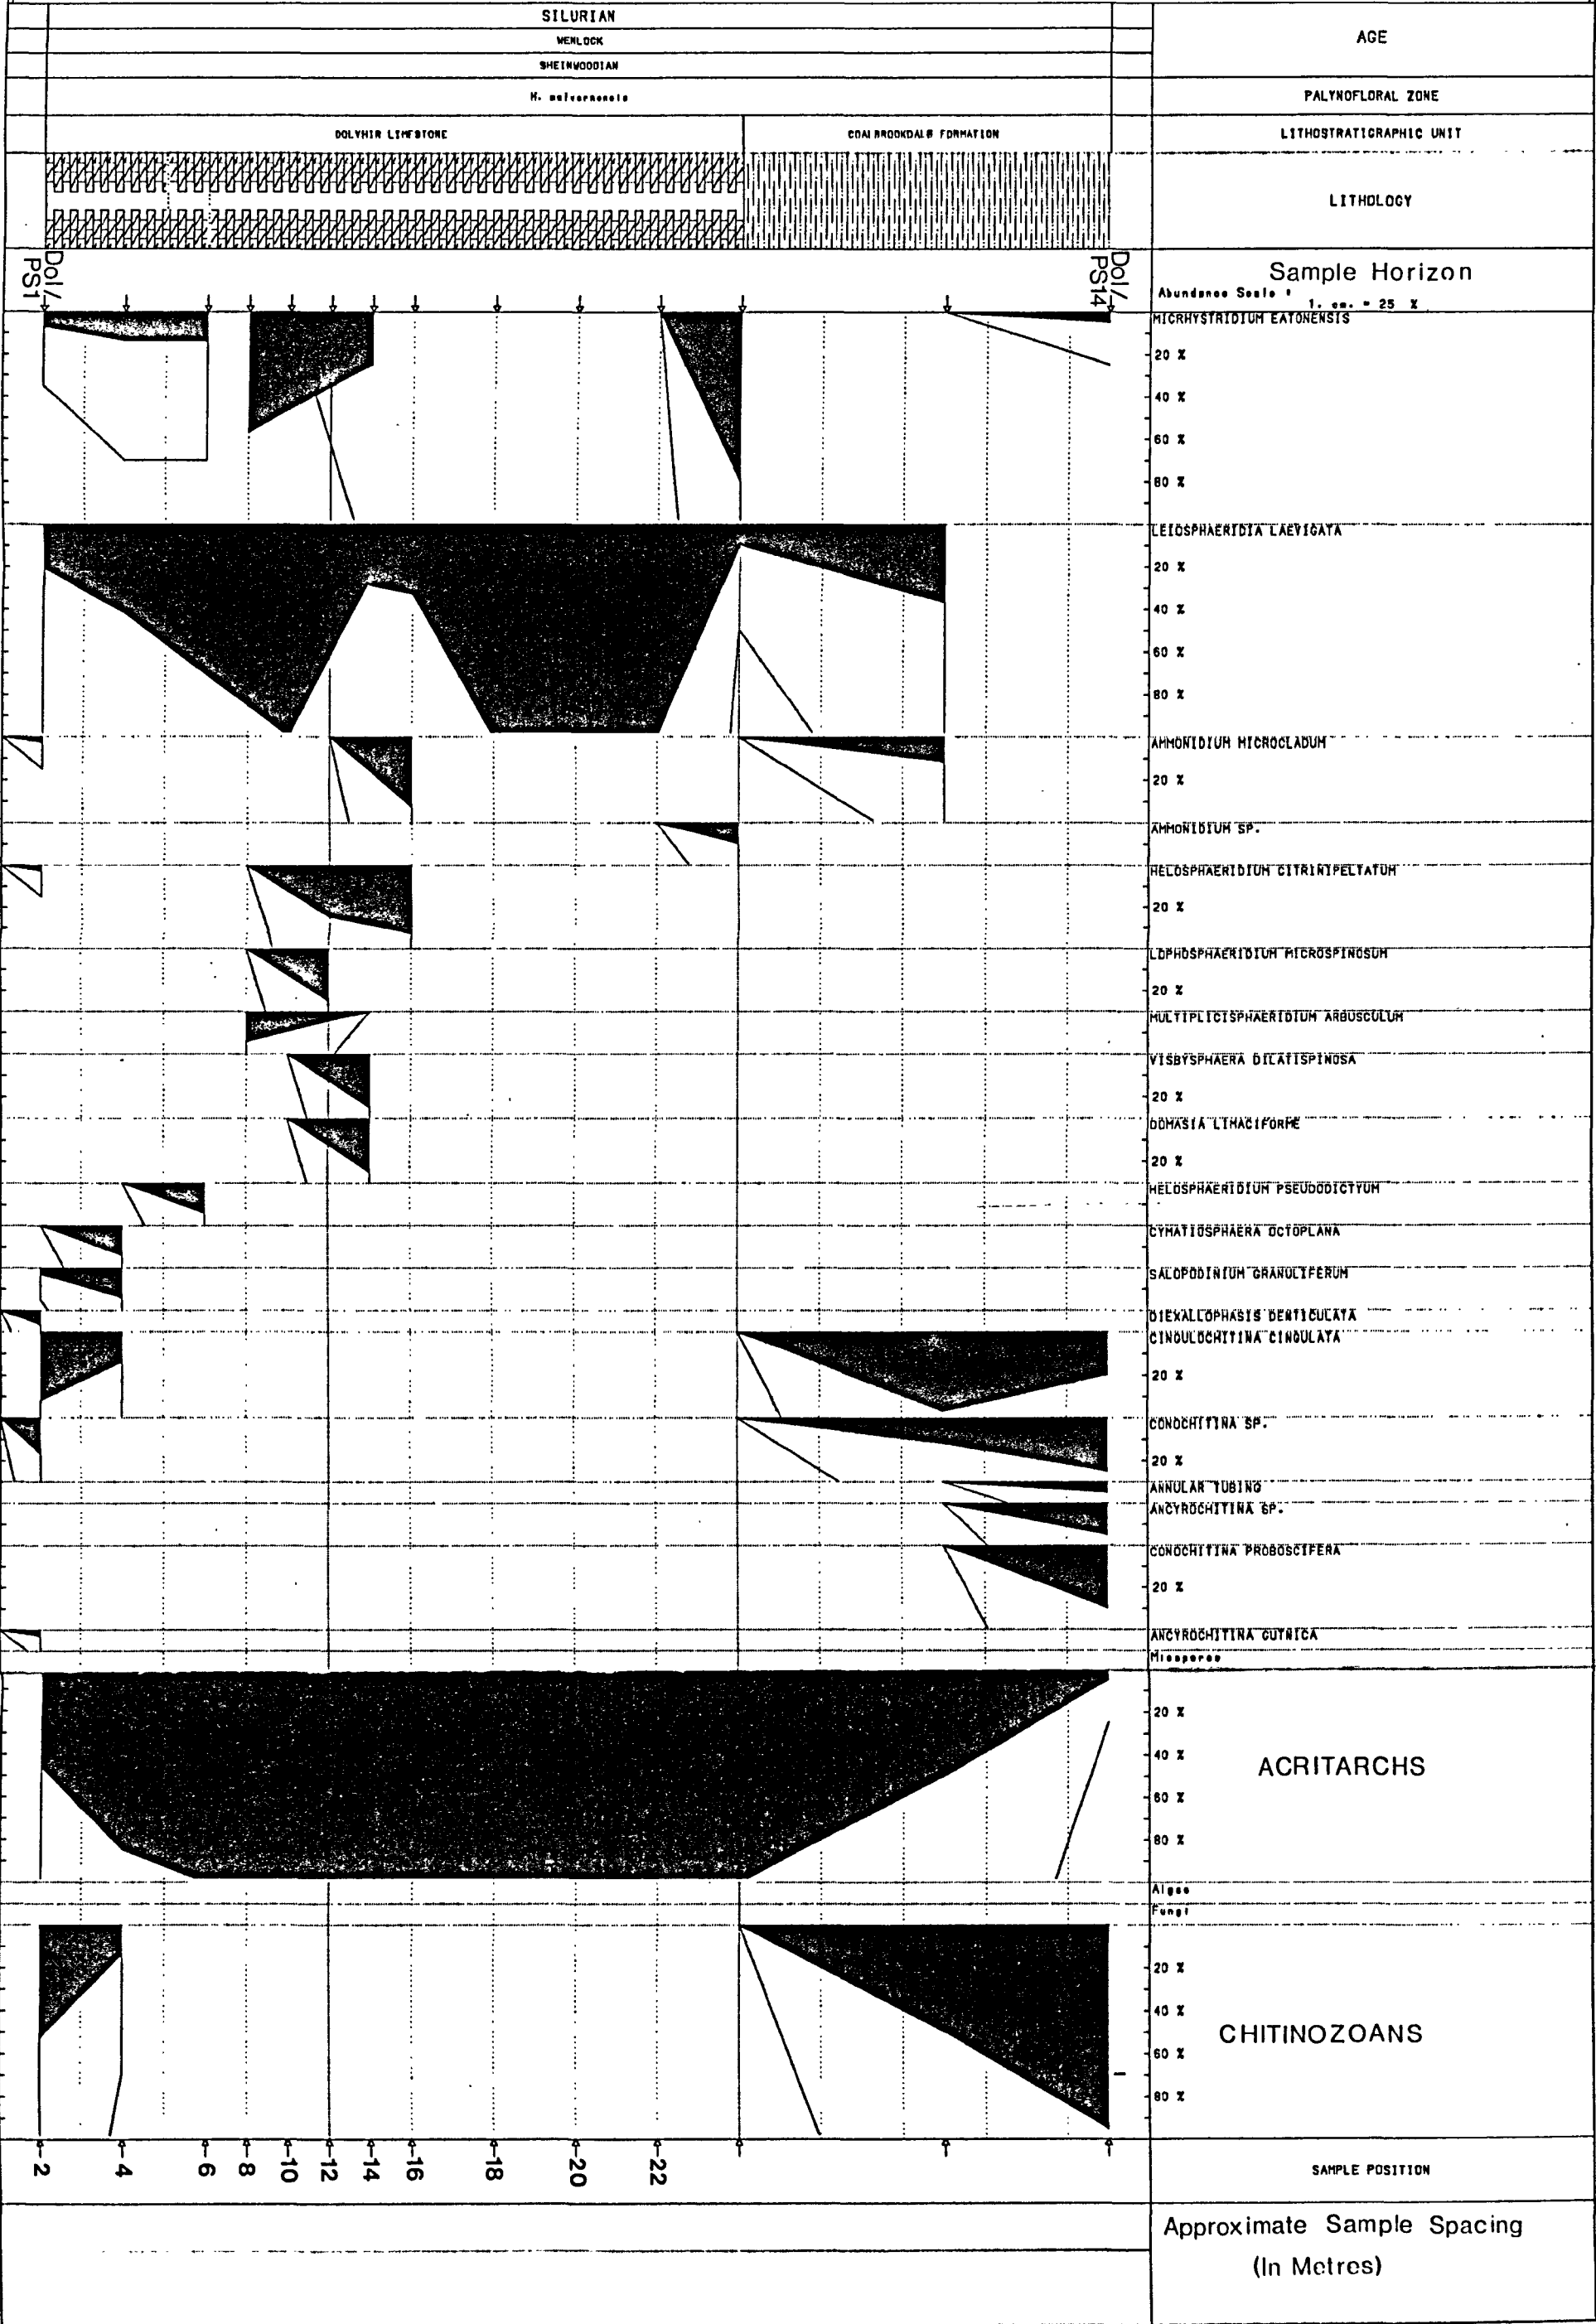 SILURIAN
WENLOCK
SHEINWOODIAN
AGE
M. malvernensis
PALYNOFLORAL ZONE
DOLYHIR LIMESTONE
COALBROOKDALE FORMATION
LITHOSTRATIGRAPHIC UNIT
LITHOLOGY
Dol/
PS1
Dol/
PS14
Sample Horizon
Abundance Scale :
1. cm. = 25 %
MICRHYSTRIDIUM EATONENSIS
20 %
40 %
60 %
80 %
LEIOSPHAERIDIA LAEVIGATA
20 %
40 %
60 %
80 %
AMMONIDIUM MICROCLADUM
20 %
AMMONIDIUM SP.
HELOSPHAERIDIUM CITRINIPELTATUM
20 %
LOPHOSPHAERIDIUM MICROSPINOSUM
20 %
MULTIPLICISPHAERIDIUM ARBUSCULUM
VISBYSPHAERA DILATISPINOSA
20 %
DOMASIA LIMACIFORME
20 %
HELOSPHAERIDIUM PSEUDODICTYUM
CYMATIOSPHAERA OCTOPLANA
SALOPODINIUM GRANULIFERUM
DIEXALLOPHASIS DENTICULATA
CINGULOCHITINA CINGULATA
20 %
CONOCHITINA SP.
20 %
ANNULAR TUBING
ANCYROCHITINA SP.
CONOCHITINA PROBOSCIFERA
20 %
ANCYROCHITINA GUTNICA
Miospores
20 %
40 %
60 %
80 %
ACRITARCHS
Algae
Fungi
20 %
40 %
60 %
80 %
CHITINOZOANS
2 4 6 8 10 12 14 16 18 20 22
SAMPLE POSITION
Approximate Sample Spacing
(In Metres)